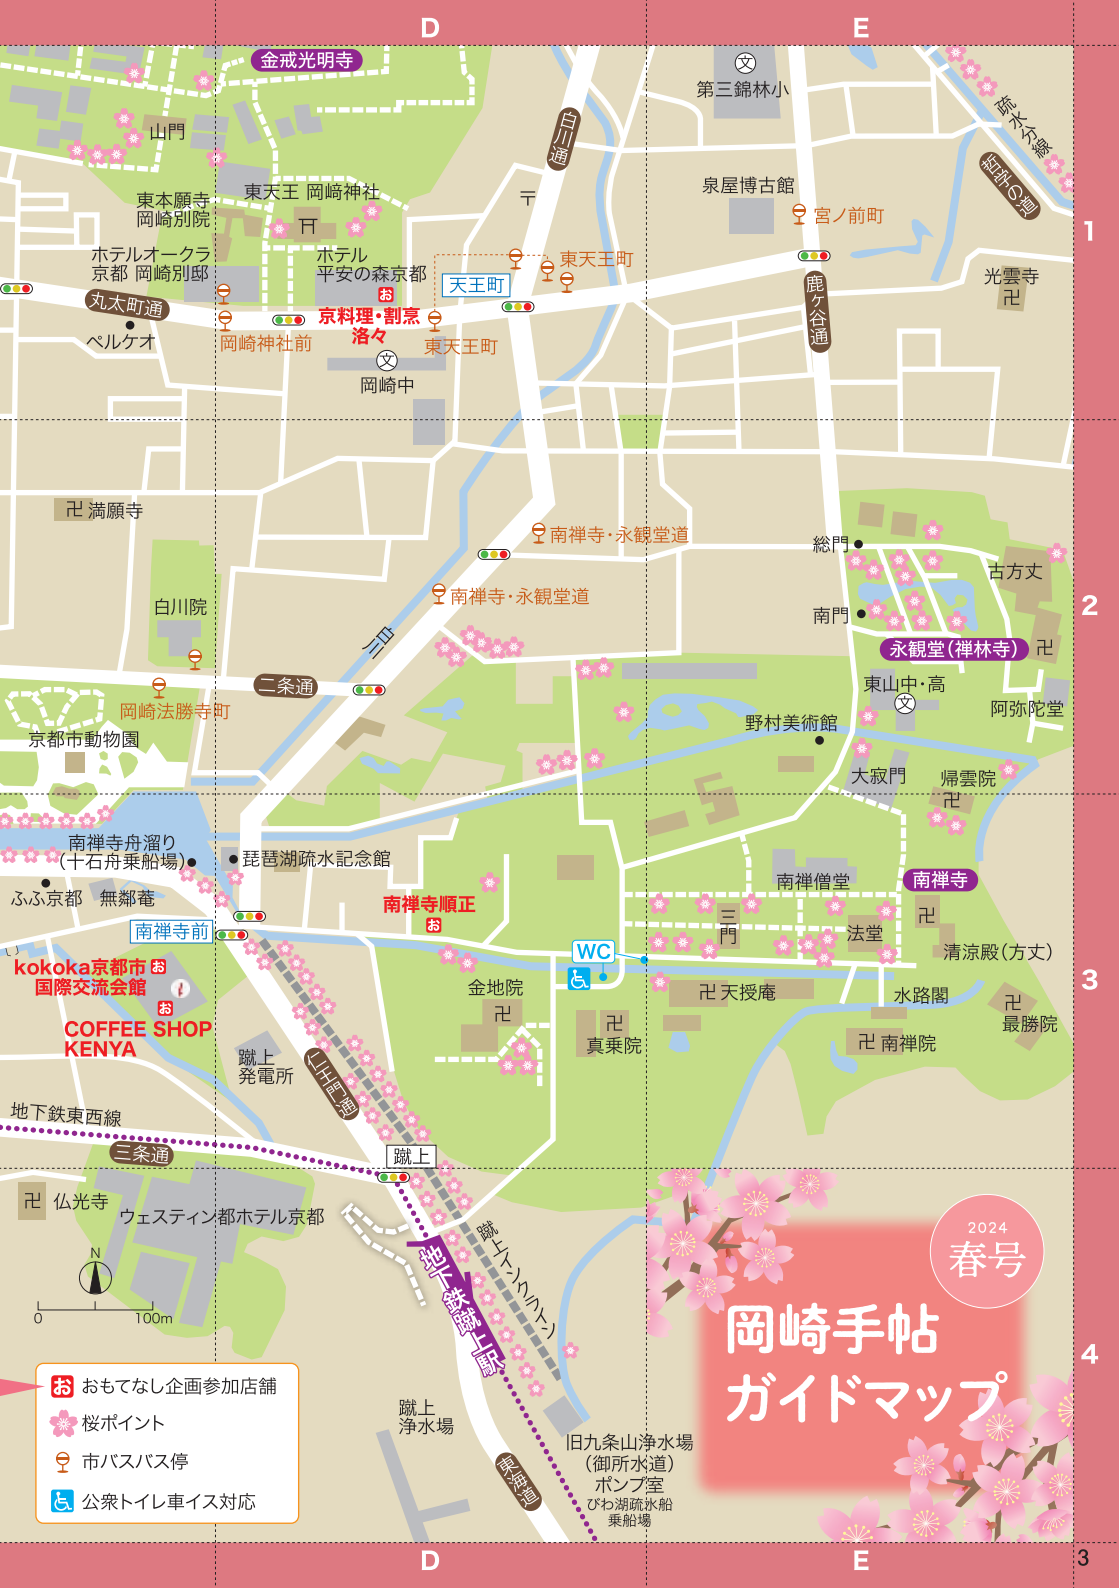 D
E
金戒光明寺
第三錦林小
文
疏水分線
哲学の道
白川通
山門
〒
泉屋博古館
宮ノ前町
1
東本願寺
岡崎別院
東天王 岡﨑神社
ホテルオークラ
京都 岡崎別邸
ホテル
平安の森京都
お
京料理・割烹
洛々
東天王町
天王町
東天王町
鹿ケ谷通
光雲寺
卍
丸太町通
ペルケオ
岡崎神社前
文
岡崎中
卍 満願寺
南禅寺・永観堂道
南禅寺・永観堂道
総門
古方丈
白川院
白川
南門
2
永観堂（禅林寺）
卍
二条通
岡崎法勝寺町
東山中・高
文
阿弥陀堂
京都市動物園
野村美術館
大寂門
帰雲院
卍
南禅寺舟溜り
（十石舟乗船場）
琵琶湖疏水記念館
ふふ京都
無鄰菴
南禅寺順正
お
南禅僧堂
南禅寺
卍
三門
法堂
清涼殿（方丈）
南禅寺前
WC
い
kokoka京都市
国際交流会館
お
お
COFFEE SHOP
KENYA
金地院
卍
卍 天授庵
水路閣
卍
最勝院
3
卍
真乗院
卍 南禅院
蹴上
発電所
仁王門通
地下鉄東西線
三条通
蹴上
卍 仏光寺
ウェスティン都ホテル京都
蹴上インクライン
地下鉄蹴上駅
N
0
100m
2024
春号
岡崎手帖
ガイドマップ
4
お おもてなし企画参加店舗
桜ポイント
市バスバス停
公衆トイレ車イス対応
蹴上
浄水場
東海道
旧九条山浄水場
（御所水道）
ポンプ室
びわ湖疏水船
乗船場
D
E
3